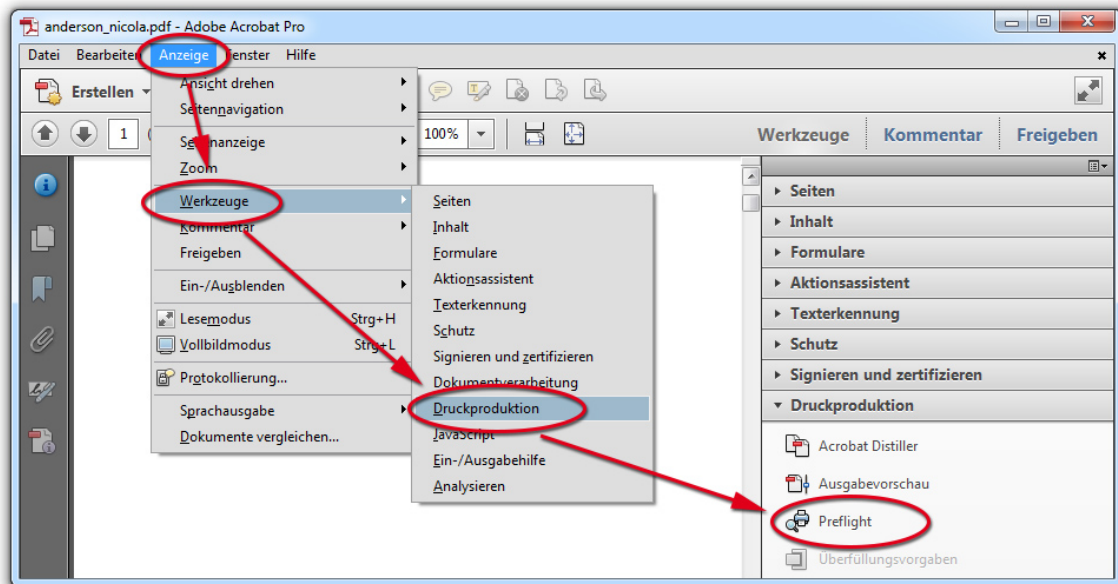 anderson_nicola.pdf - Adobe Acrobat Pro
Datei Bearbeiten Anzeige Fenster Hilfe
Erstellen
1
100%
Werkzeuge Kommentar Freigeben
Ansicht drehen
Seitennavigation
Seitenanzeige
Zoom
Werkzeuge
Kommentar
Freigeben
Ein-/Ausblenden
Lesemodus Strg+H
Vollbildmodus Strg+L
Protokollierung...
Sprachausgabe
Dokumente vergleichen...
Seiten
Inhalt
Formulare
Aktionsassistent
Texterkennung
Schutz
Signieren und zertifizieren
Dokumentverarbeitung
Druckproduktion
JavaScript
Ein-/Ausgabehilfe
Analysieren
Seiten
Inhalt
Formulare
Aktionsassistent
Texterkennung
Schutz
Signieren und zertifizieren
Druckproduktion
Acrobat Distiller
Ausgabevorschau
Preflight
Überfüllungsvorgaben